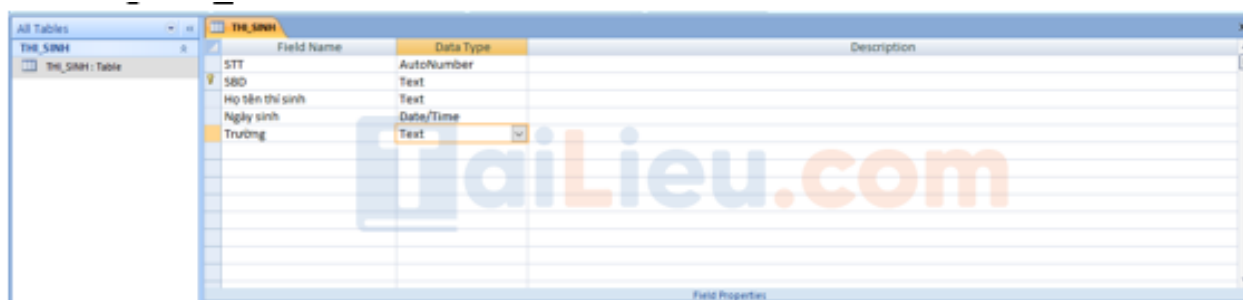 All Tables
THI_SINH
THI_SINH : Table
THI_SINH
Field Name Data Type Description
STT AutoNumber
SBD Text
Họ tên thí sinh Text
Ngày sinh Date/Time
Trường Text
TaiLieu.com
Field Properties